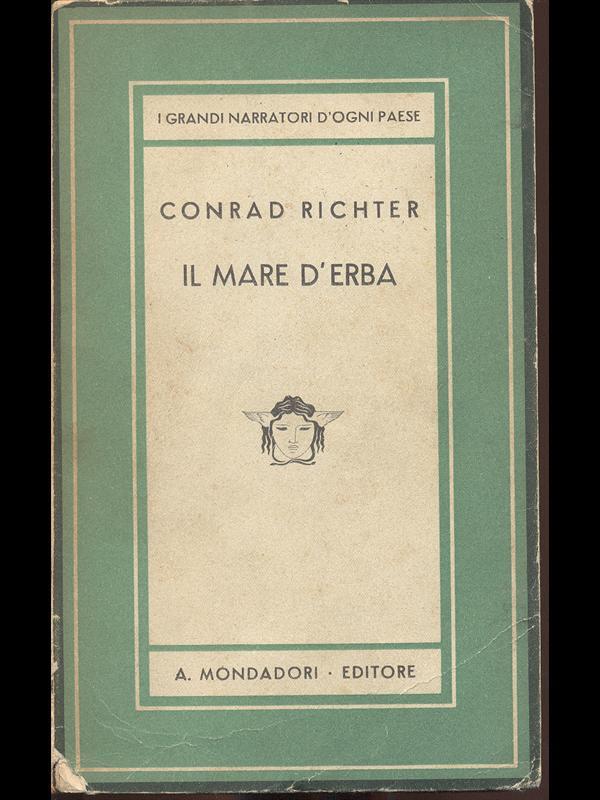 I GRANDI NARRATORI D'OGNI PAESE
CONRAD RICHTER
IL MARE D'ERBA
A. MONDADORI · EDITORE